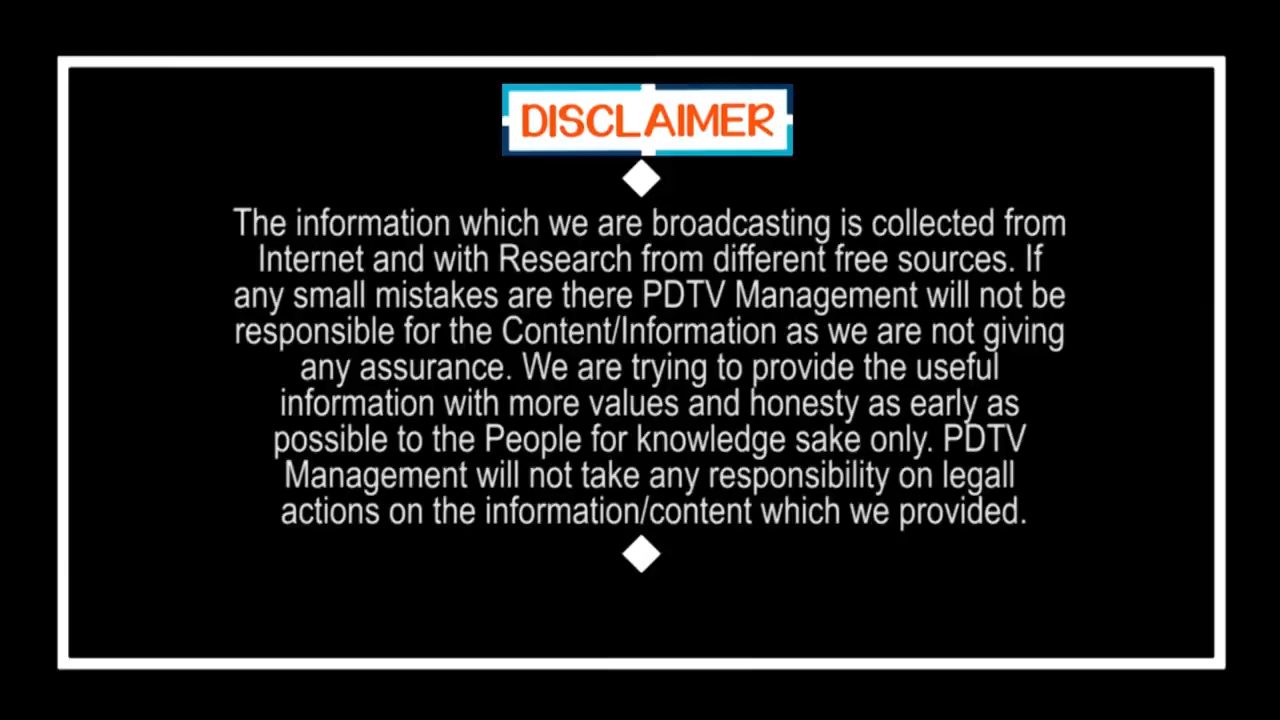 DISCLAIMER
The information which we are broadcasting is collected from
Internet and with Research from different free sources. If
any small mistakes are there PDTV Management will not be
responsible for the Content/Information as we are not giving
any assurance. We are trying to provide the useful
information with more values and honesty as early as
possible to the People for knowledge sake only. PDTV
Management will not take any responsibility on legall
actions on the information/content which we provided.